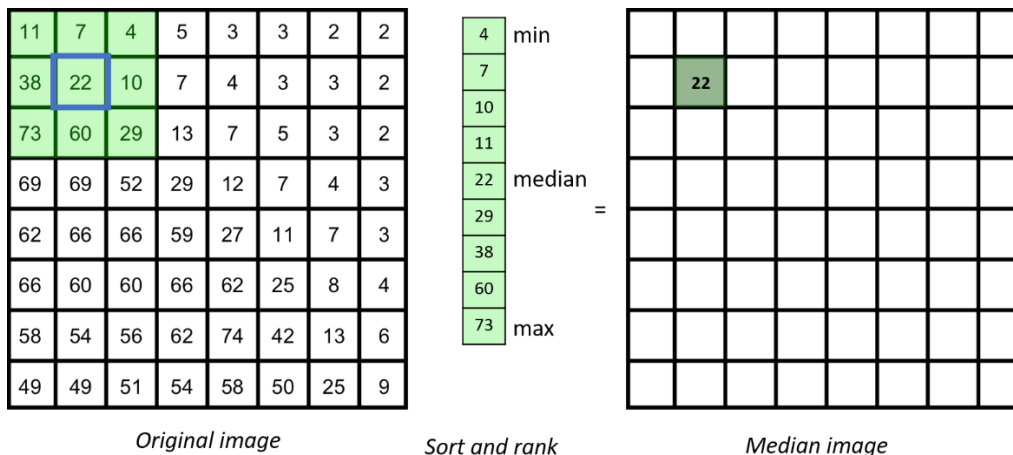 11 7 4 5 3 3 2 2
38 22 10 7 4 3 3 2
73 60 29 13 7 5 3 2
69 69 52 29 12 7 4 3
62 66 66 59 27 11 7 3
66 60 60 66 62 25 8 4
58 54 56 62 74 42 13 6
49 49 51 54 58 50 25 9
Original image
4 min
7
10
11
22 median
29
38
60
73 max
Sort and rank
=
22
Median image